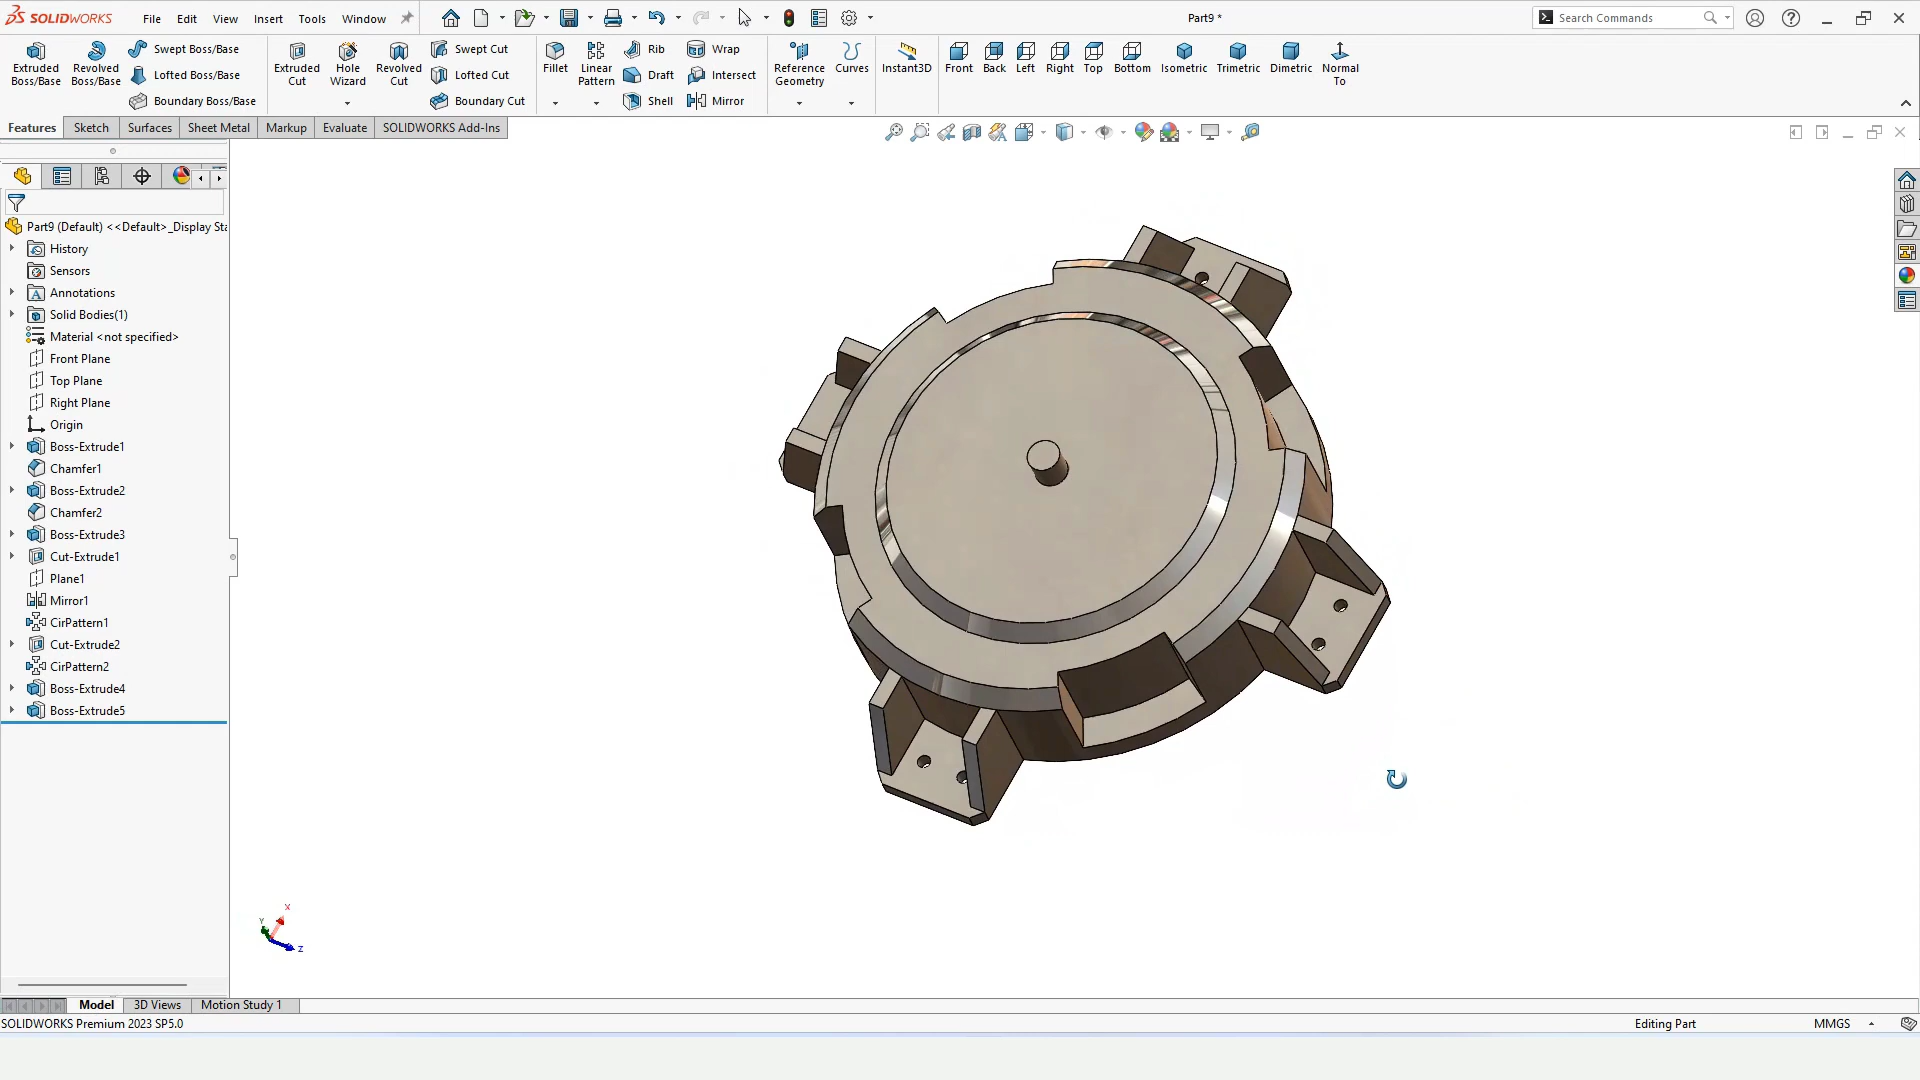 SOLIDWORKS File Edit View Insert Tools Window Part9 * Search Commands
Extruded Boss/Base
Revolved Boss/Base
Swept Boss/Base
Lofted Boss/Base
Boundary Boss/Base
Extruded Cut
Hole Wizard
Revolved Cut
Swept Cut
Lofted Cut
Boundary Cut
Fillet
Linear Pattern
Rib
Draft
Shell
Wrap
Intersect
Mirror
Reference Geometry
Curves
Instant3D
Front Back Left Right Top Bottom Isometric Trimetric Dimetric Normal To
Features Sketch Surfaces Sheet Metal Markup Evaluate SOLIDWORKS Add-Ins
Part9 (Default) <<Default>_Display Sta
History
Sensors
Annotations
Solid Bodies(1)
Material <not specified>
Front Plane
Top Plane
Right Plane
Origin
Boss-Extrude1
Chamfer1
Boss-Extrude2
Chamfer2
Boss-Extrude3
Cut-Extrude1
Plane1
Mirror1
CirPattern1
Cut-Extrude2
CirPattern2
Boss-Extrude4
Boss-Extrude5
X
Y
Z
Model 3D Views Motion Study 1
SOLIDWORKS Premium 2023 SP5.0 Editing Part MMGS